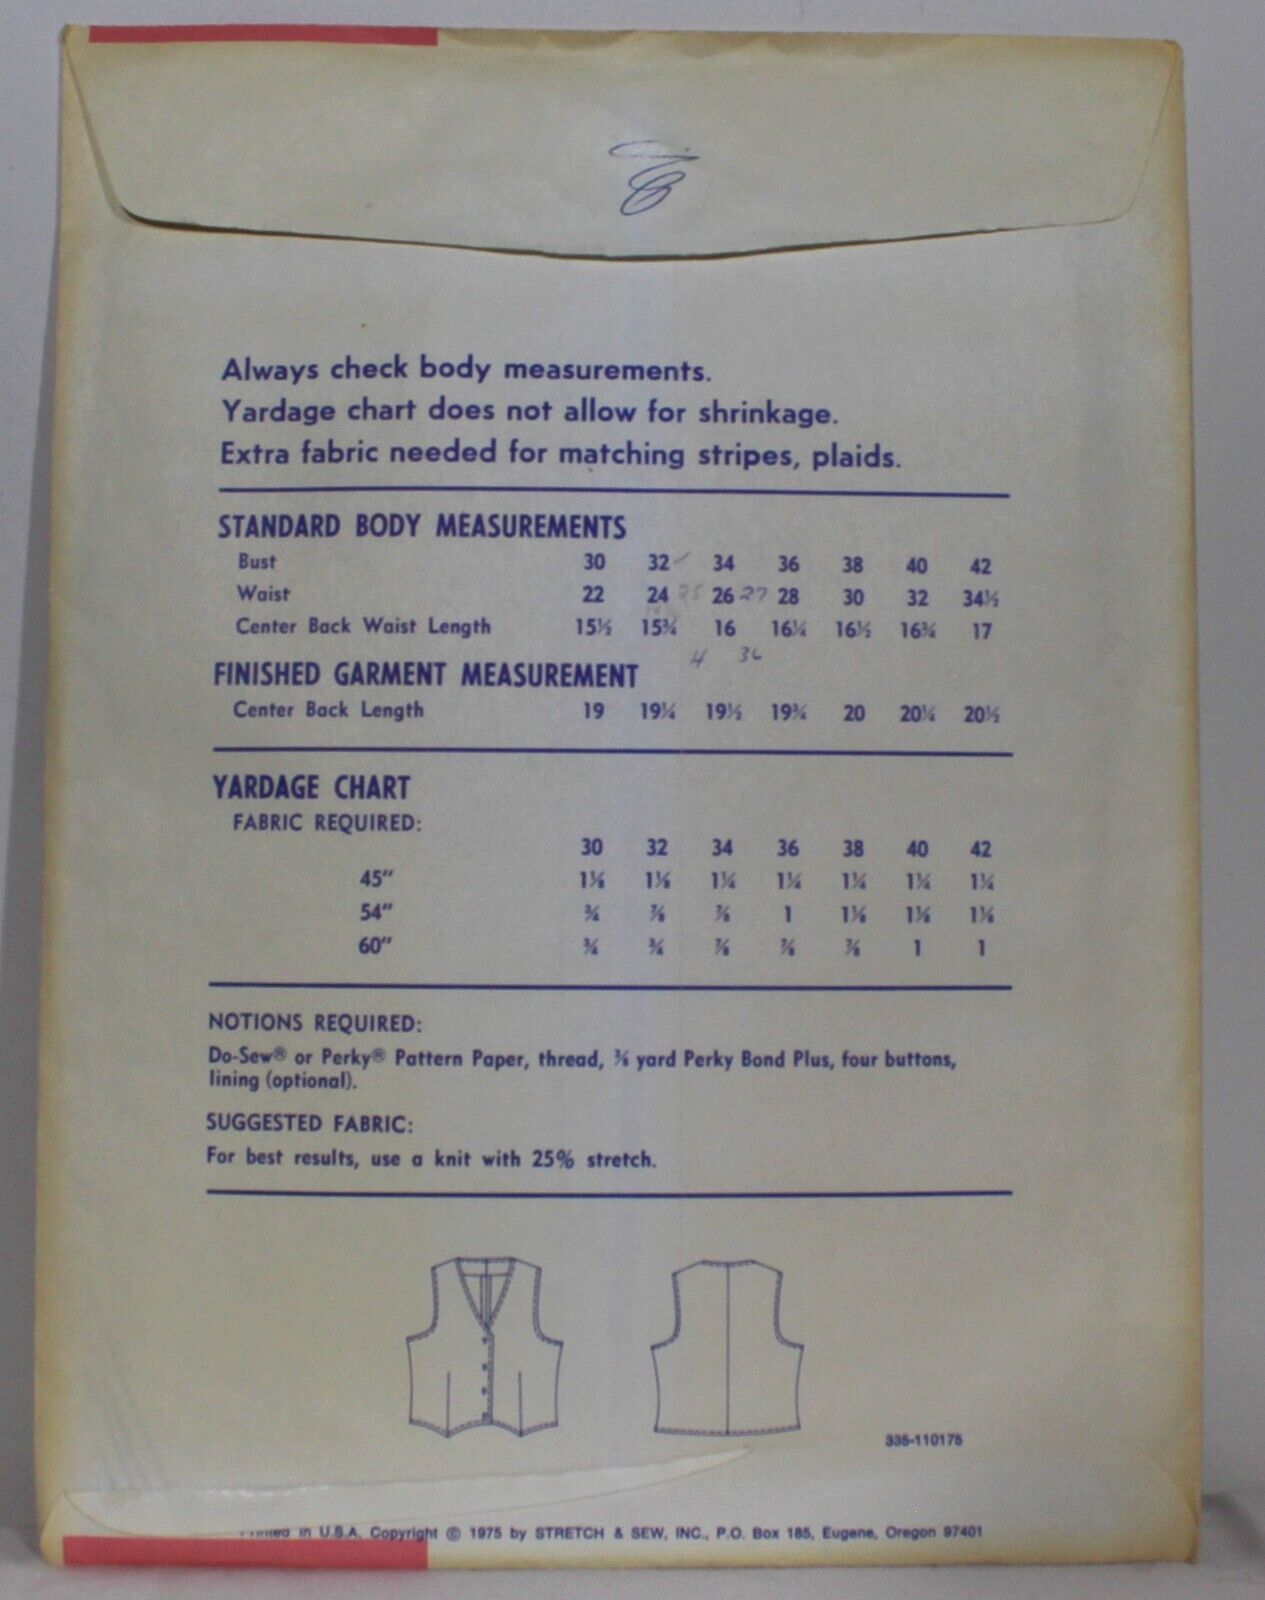 Always check body measurements.
Yardage chart does not allow for shrinkage.
Extra fabric needed for matching stripes, plaids.
STANDARD BODY MEASUREMENTS
Bust 30 32 34 36 38 40 42
Waist 22 24 25 26 27 28 30 32 34½
Center Back Waist Length 15½ 15¾ 16 16¼ 16½ 16¾ 17
4 36
FINISHED GARMENT MEASUREMENT
Center Back Length 19 19¼ 19½ 19¾ 20 20¼ 20½
YARDAGE CHART
FABRIC REQUIRED:
30 32 34 36 38 40 42
45" 1⅛ 1⅛ 1¼ 1¼ 1¼ 1¼ 1¼
54" ¾ ⅞ ⅞ 1 1⅛ 1⅛ 1⅛
60" ¾ ¾ ⅞ ⅞ ⅞ 1 1
NOTIONS REQUIRED:
Do-Sew® or Perky® Pattern Paper, thread, yard Perky Bond Plus, four buttons,
lining (optional).
SUGGESTED FABRIC:
For best results, use a knit with 25% stretch.
335-110175
Printed in U.S.A. Copyright © 1975 by STRETCH & SEW, INC., P.O. Box 185, Eugene, Oregon 97401